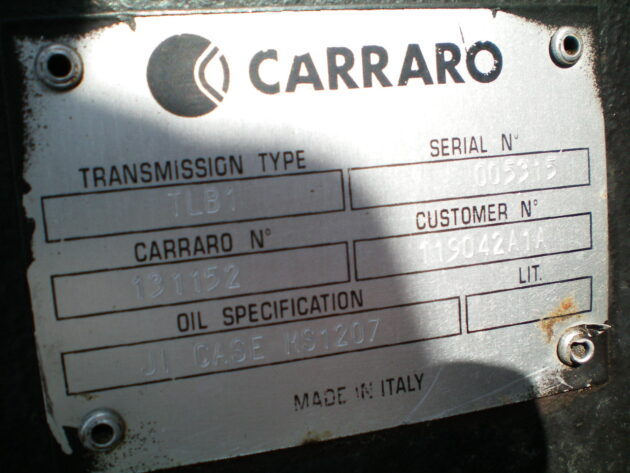 CARRARO
TRANSMISSION TYPE
SERIAL N°
TLB1
005315
CARRARO N°
CUSTOMER N°
131152
119042A1A
OIL SPECIFICATION
LIT.
JI CASE MS1207
MADE IN ITALY